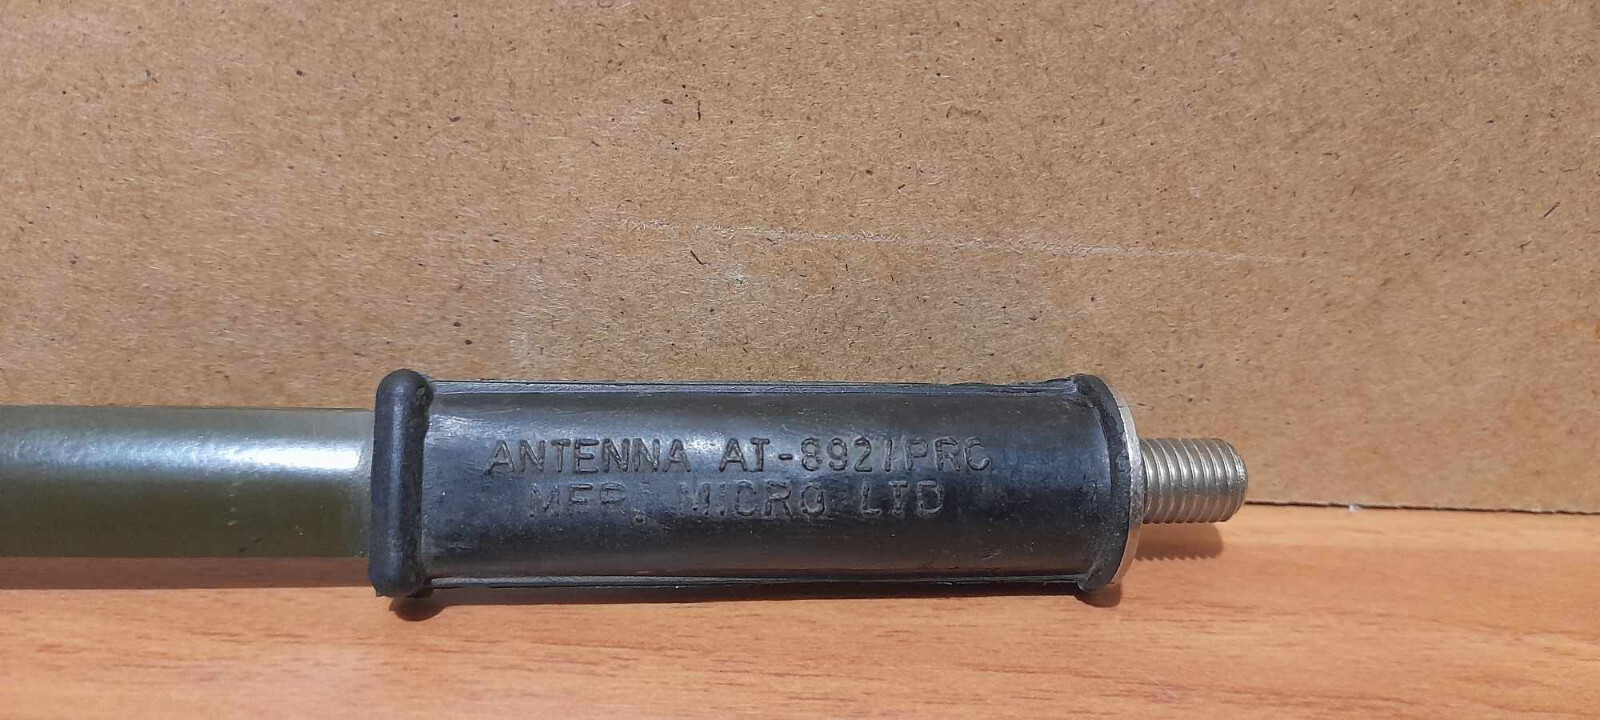 ANTENNA AT-892/PRC
MFR. MICRO LTD